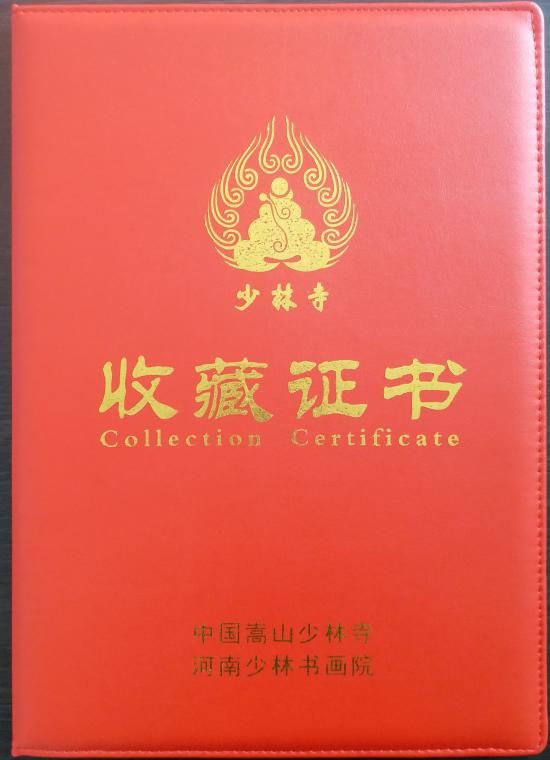 少林寺
收藏证书
Collection Certificate
中国嵩山少林寺
河南少林书画院